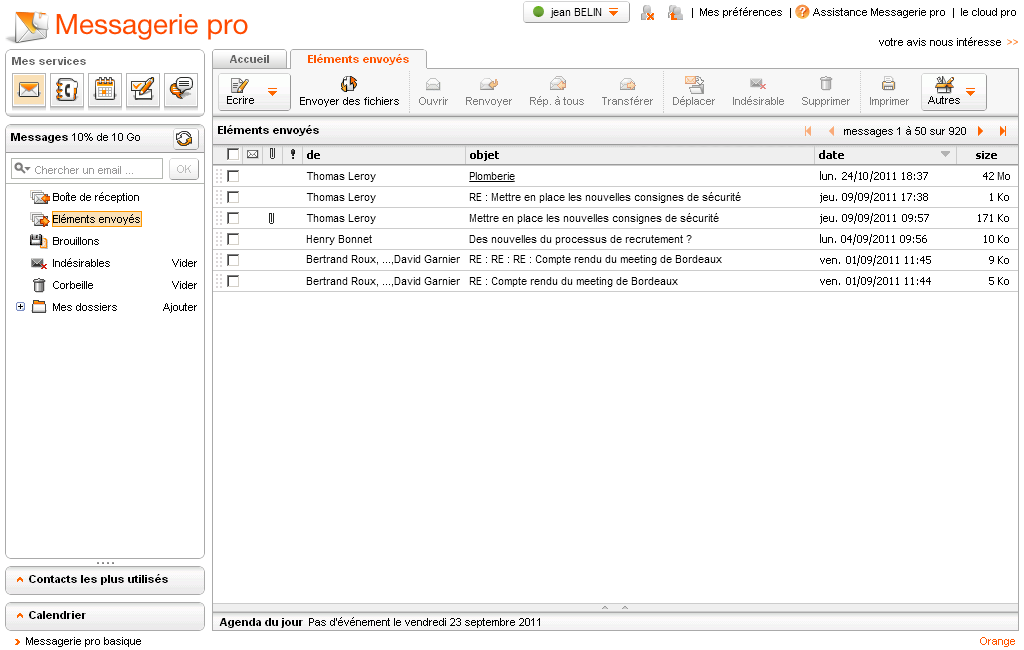 Messagerie pro
jean BELIN | Mes préférences | ? Assistance Messagerie pro | le cloud pro
votre avis nous intéresse >>
Mes services
Accueil Eléments envoyés
Ecrire Envoyer des fichiers Ouvrir Renvoyer Rép. à tous Transférer Déplacer Indésirable Supprimer Imprimer Autres
Messages 10% de 10 Go
Eléments envoyés messages 1 à 50 sur 920
Chercher un email ... OK
! de objet date size
Thomas Leroy Plomberie lun. 24/10/2011 18:37 42 Mo
Thomas Leroy RE : Mettre en place les nouvelles consignes de sécurité jeu. 09/09/2011 17:38 1 Ko
Thomas Leroy Mettre en place les nouvelles consignes de sécurité jeu. 09/09/2011 09:57 171 Ko
Henry Bonnet Des nouvelles du processus de recrutement ? lun. 04/09/2011 09:56 10 Ko
Bertrand Roux, ...,David Garnier RE : RE : RE : Compte rendu du meeting de Bordeaux ven. 01/09/2011 11:45 9 Ko
Bertrand Roux, ...,David Garnier RE : Compte rendu du meeting de Bordeaux ven. 01/09/2011 11:44 5 Ko
Boîte de réception
Eléments envoyés
Brouillons
Indésirables Vider
Corbeille Vider
Mes dossiers Ajouter
Contacts les plus utilisés
Calendrier
Agenda du jour Pas d'événement le vendredi 23 septembre 2011
> Messagerie pro basique
Orange